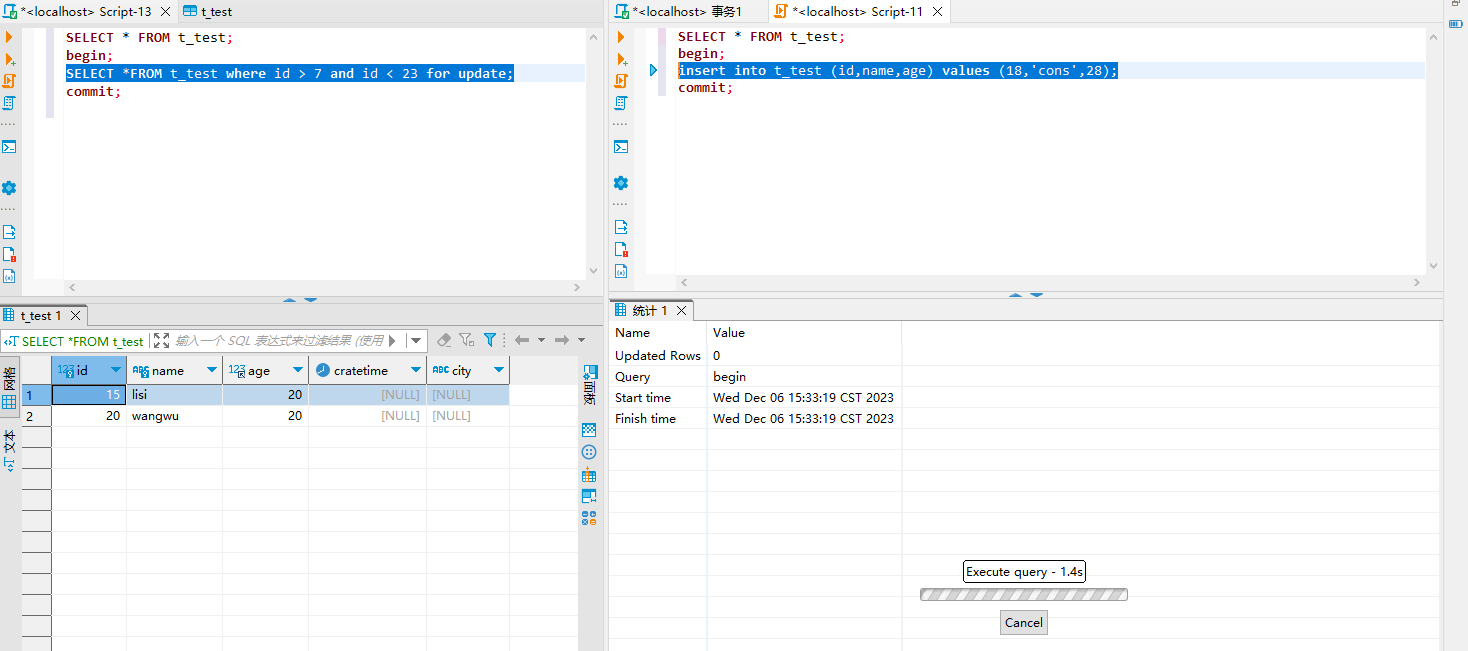 *<localhost> Script-13
t_test
SELECT * FROM t_test;
begin;
SELECT *FROM t_test where id > 7 and id < 23 for update;
commit;
t_test 1
SELECT *FROM t_test
输入一个 SQL 表达式来过滤结果 (使用
网格
文本
123 id
ABC name
123 age
cratetime
ABC city
1
15
lisi
20
[NULL]
[NULL]
2
20
wangwu
20
[NULL]
[NULL]
面板
*<localhost> 事务1
*<localhost> Script-11
SELECT * FROM t_test;
begin;
insert into t_test (id,name,age) values (18,'cons',28);
commit;
统计 1
Name
Value
Updated Rows
0
Query
begin
Start time
Wed Dec 06 15:33:19 CST 2023
Finish time
Wed Dec 06 15:33:19 CST 2023
Execute query - 1.4s
Cancel